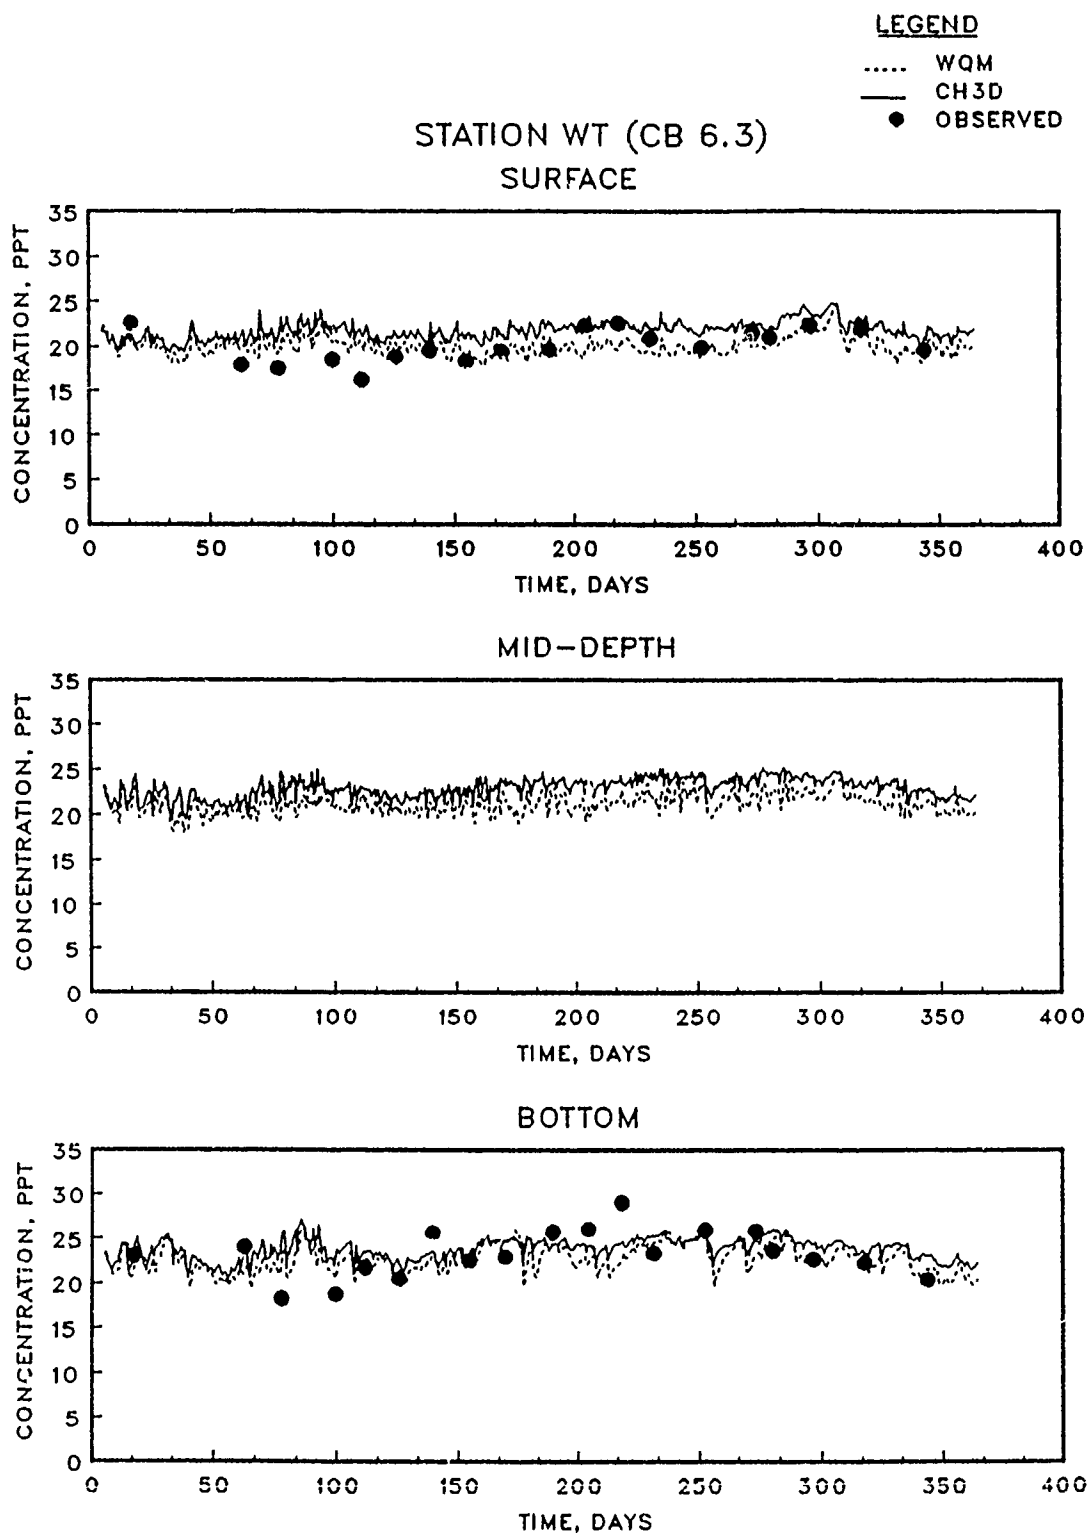 LEGEND
WQM
CH3D
OBSERVED
STATION WT (CB 6.3)
SURFACE
CONCENTRATION, PPT
35
30
25
20
15
10
5
0
0 50 100 150 200 250 300 350 400
TIME, DAYS
MID-DEPTH
CONCENTRATION, PPT
35
30
25
20
15
10
5
0
0 50 100 150 200 250 300 350 400
TIME, DAYS
BOTTOM
CONCENTRATION, PPT
35
30
25
20
15
10
5
0
0 50 100 150 200 250 300 350 400
TIME, DAYS